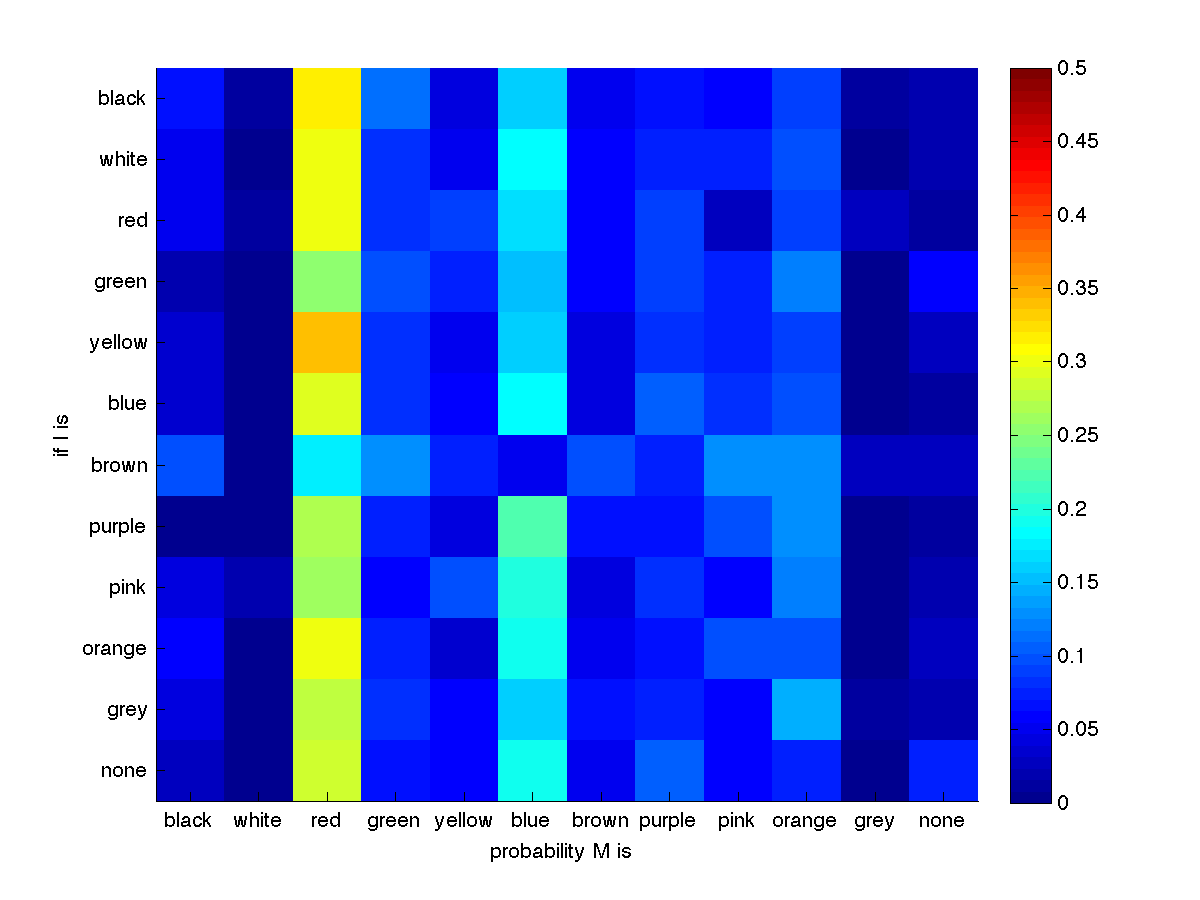 0.5
black
0.45
white
0.4
red
0.35
green
0.3
yellow
0.25
blue
if I is
brown
0.2
purple
0.15
pink
0.1
orange
0.05
grey
none
0
black white red green yellow blue brown purple pink orange grey none
probability M is